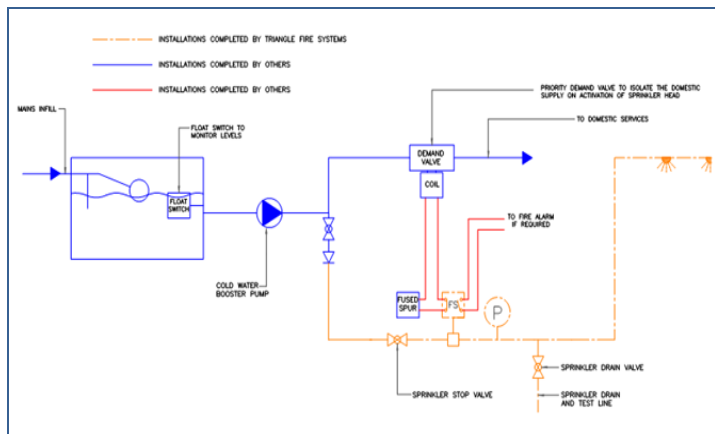 INSTALLATIONS COMPLETED BY TRIANGLE FIRE SYSTEMS
INSTALLATIONS COMPLETED BY OTHERS
INSTALLATIONS COMPLETED BY OTHERS
PRIORITY DEMAND VALVE TO ISOLATE THE DOMESTIC
SUPPLY ON ACTIVATION OF SPRINKLER HEAD
MAINS INFILL
FLOAT SWITCH TO
MONITOR LEVELS
TO DOMESTIC SERVICES
DEMAND
VALVE
COIL
FLOAT
SWITCH
TO FIRE ALARM
IF REQUIRED
COLD WATER
BOOSTER PUMP
FUSED
SPUR
FS
P
SPRINKLER DRAIN VALVE
SPRINKLER STOP VALVE
SPRINKLER DRAIN
AND TEST LINE